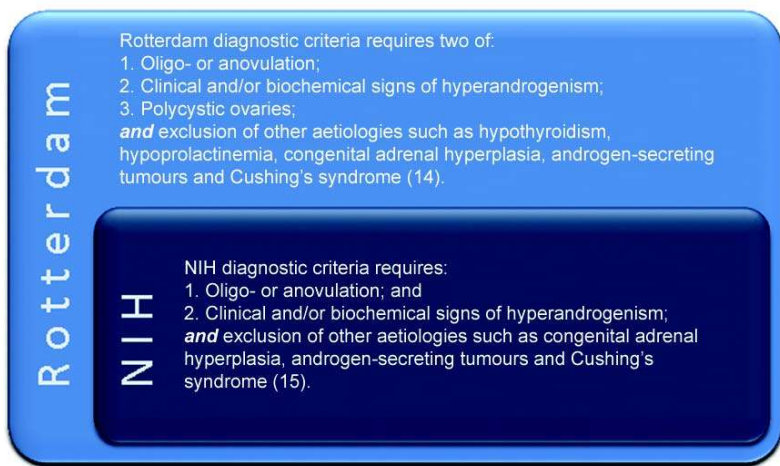 Rotterdam
Rotterdam diagnostic criteria requires two of:
1. Oligo- or anovulation;
2. Clinical and/or biochemical signs of hyperandrogenism;
3. Polycystic ovaries;
and exclusion of other aetiologies such as hypothyroidism,
hypoprolactinemia, congenital adrenal hyperplasia, androgen-secreting
tumours and Cushing's syndrome (14).
NIH
NIH diagnostic criteria requires:
1. Oligo- or anovulation; and
2. Clinical and/or biochemical signs of hyperandrogenism;
and exclusion of other aetiologies such as congenital adrenal
hyperplasia, androgen-secreting tumours and Cushing's
syndrome (15).